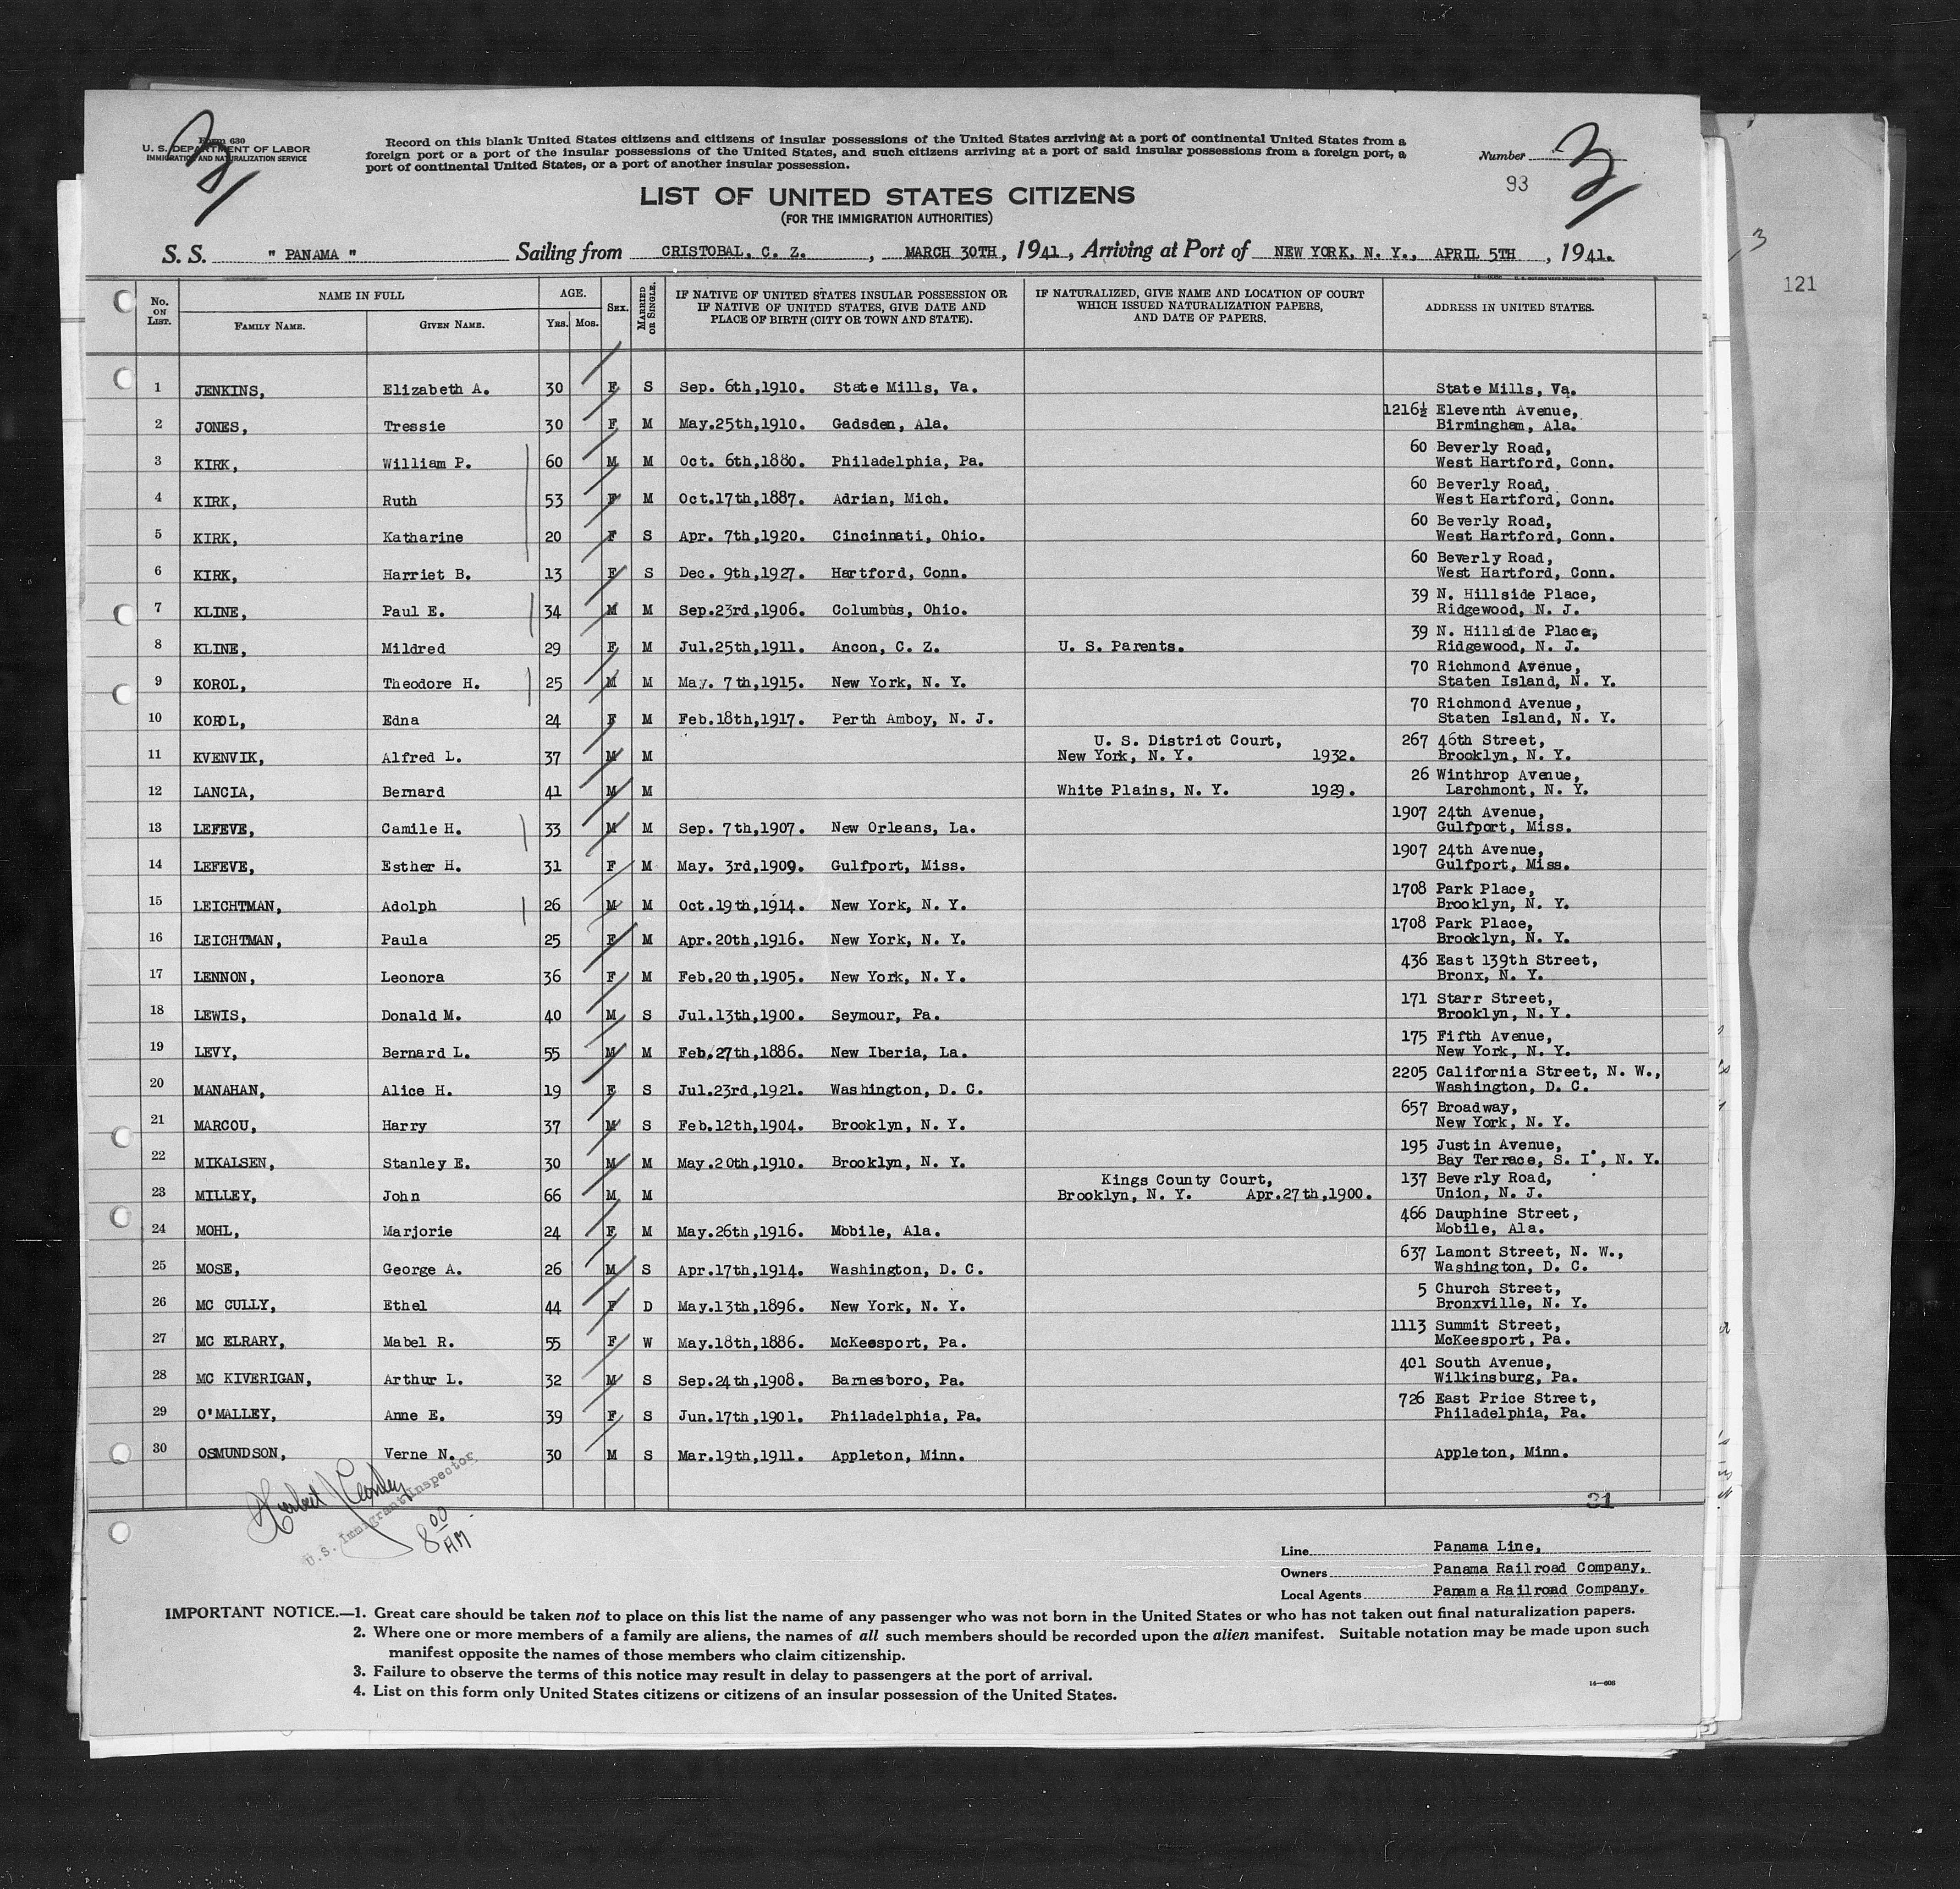 Form 630
U. S. DEPARTMENT OF LABOR
IMMIGRATION AND NATURALIZATION SERVICE
3
Record on this blank United States citizens and citizens of insular possessions of the United States arriving at a port of continental United States from a
foreign port or a port of the insular possessions of the United States, and such citizens arriving at a port of said insular possessions from a foreign port, a
port of continental United States, or a port of another insular possession.
Number 3
93
LIST OF UNITED STATES CITIZENS
(FOR THE IMMIGRATION AUTHORITIES)
S. S. " PANAMA " Sailing from CRISTOBAL, C. Z. , MARCH 30TH, 1941, Arriving at Port of NEW YORK, N. Y., APRIL 5TH , 1941.
3
121
No. ON LIST. NAME IN FULL AGE. SEX. MARRIED OR SINGLE. IF NATIVE OF UNITED STATES INSULAR POSSESSION OR IF NATIVE OF UNITED STATES, GIVE DATE AND PLACE OF BIRTH (CITY OR TOWN AND STATE). IF NATURALIZED, GIVE NAME AND LOCATION OF COURT WHICH ISSUED NATURALIZATION PAPERS, AND DATE OF PAPERS. ADDRESS IN UNITED STATES.
FAMILY NAME. GIVEN NAME. YRS. MOS.
1 JENKINS, Elizabeth A. 30 F S Sep. 6th,1910. State Mills, Va. State Mills, Va.
1216½ Eleventh Avenue,
2 JONES, Tressie 30 F M May.25th,1910. Gadsden, Ala. Birmingham, Ala.
60 Beverly Road,
3 KIRK, William P. 60 M M Oct. 6th,1880. Philadelphia, Pa. West Hartford, Conn.
60 Beverly Road,
4 KIRK, Ruth 53 F M Oct.17th,1887. Adrian, Mich. West Hartford, Conn.
60 Beverly Road,
5 KIRK, Katharine 20 F S Apr. 7th,1920. Cincinnati, Ohio. West Hartford, Conn.
60 Beverly Road,
6 KIRK, Harriet B. 13 F S Dec. 9th,1927. Hartford, Conn. West Hartford, Conn.
39 N. Hillside Place,
7 KLINE, Paul E. 34 M M Sep.23rd,1906. Columbus, Ohio. Ridgewood, N. J.
39 N. Hillside Place,
8 KLINE, Mildred 29 F M Jul.25th,1911. Ancon, C. Z. U. S. Parents. Ridgewood, N. J.
70 Richmond Avenue,
9 KOROL, Theodore H. 25 M M May. 7th,1915. New York, N. Y. Staten Island, N. Y.
70 Richmond Avenue,
10 KOROL, Edna 24 F M Feb.18th,1917. Perth Amboy, N. J. Staten Island, N. Y.
U. S. District Court, 267 46th Street,
11 KVENVIK, Alfred L. 37 M M New York, N. Y. 1932. Brooklyn, N. Y.
26 Winthrop Avenue,
12 LANCIA, Bernard 41 M M White Plains, N. Y. 1929. Larchmont, N. Y.
1907 24th Avenue,
13 LEFEVE, Camile H. 33 M M Sep. 7th,1907. New Orleans, La. Gulfport, Miss.
1907 24th Avenue,
14 LEFEVE, Esther H. 31 F M May. 3rd,1909. Gulfport, Miss. Gulfport, Miss.
1708 Park Place,
15 LEICHTMAN, Adolph 26 M M Oct.19th,1914. New York, N. Y. Brooklyn, N. Y.
1708 Park Place,
16 LEICHTMAN, Paula 25 F M Apr.20th,1916. New York, N. Y. Brooklyn, N. Y.
436 East 139th Street,
17 LENNON, Leonora 36 F M Feb.20th,1905. New York, N. Y. Bronx, N. Y.
171 Starr Street,
18 LEWIS, Donald M. 40 M S Jul.13th,1900. Seymour, Pa. Brooklyn, N. Y.
175 Fifth Avenue,
19 LEVY, Bernard L. 55 M M Feb.27th,1886. New Iberia, La. New York, N. Y.
2205 California Street, N. W.,
20 MANAHAN, Alice H. 19 F S Jul.23rd,1921. Washington, D. C. Washington, D. C.
657 Broadway,
21 MARCOU, Harry 37 M S Feb.12th,1904. Brooklyn, N. Y. New York, N. Y.
195 Justin Avenue,
22 MIKALSEN, Stanley E. 30 M M May.20th,1910. Brooklyn, N. Y. Bay Terrace, S. I., N. Y.
Kings County Court, 137 Beverly Road,
23 MILLEY, John 66 M M Brooklyn, N. Y. Apr.27th,1900. Union, N. J.
466 Dauphine Street,
24 MOHL, Marjorie 24 F M May.26th,1916. Mobile, Ala. Mobile, Ala.
637 Lamont Street, N. W.,
25 MOSE, George A. 26 M S Apr.17th,1914. Washington, D. C. Washington, D. C.
5 Church Street,
26 MC CULLY, Ethel 44 F D May.13th,1896. New York, N. Y. Bronxville, N. Y.
1113 Summit Street,
27 MC ELRARY, Mabel R. 55 F W May.18th,1886. McKeesport, Pa. McKeesport, Pa.
401 South Avenue,
28 MC KIVERIGAN, Arthur L. 32 M S Sep.24th,1908. Barnesboro, Pa. Wilkinsburg, Pa.
726 East Price Street,
29 O'MALLEY, Anne E. 39 F S Jun.17th,1901. Philadelphia, Pa. Philadelphia, Pa.
30 OSMUNDSON, Verne N. 30 M S Mar.19th,1911. Appleton, Minn. Appleton, Minn.
31
U.S. Immigrant Inspector
8 00 AM
Line Panama Line,
Owners Panama Railroad Company,
Local Agents Panama Railroad Company.
IMPORTANT NOTICE.—1. Great care should be taken not to place on this list the name of any passenger who was not born in the United States or who has not taken out final naturalization papers.
2. Where one or more members of a family are aliens, the names of all such members should be recorded upon the alien manifest. Suitable notation may be made upon such
manifest opposite the names of those members who claim citizenship.
3. Failure to observe the terms of this notice may result in delay to passengers at the port of arrival.
4. List on this form only United States citizens or citizens of an insular possession of the United States.